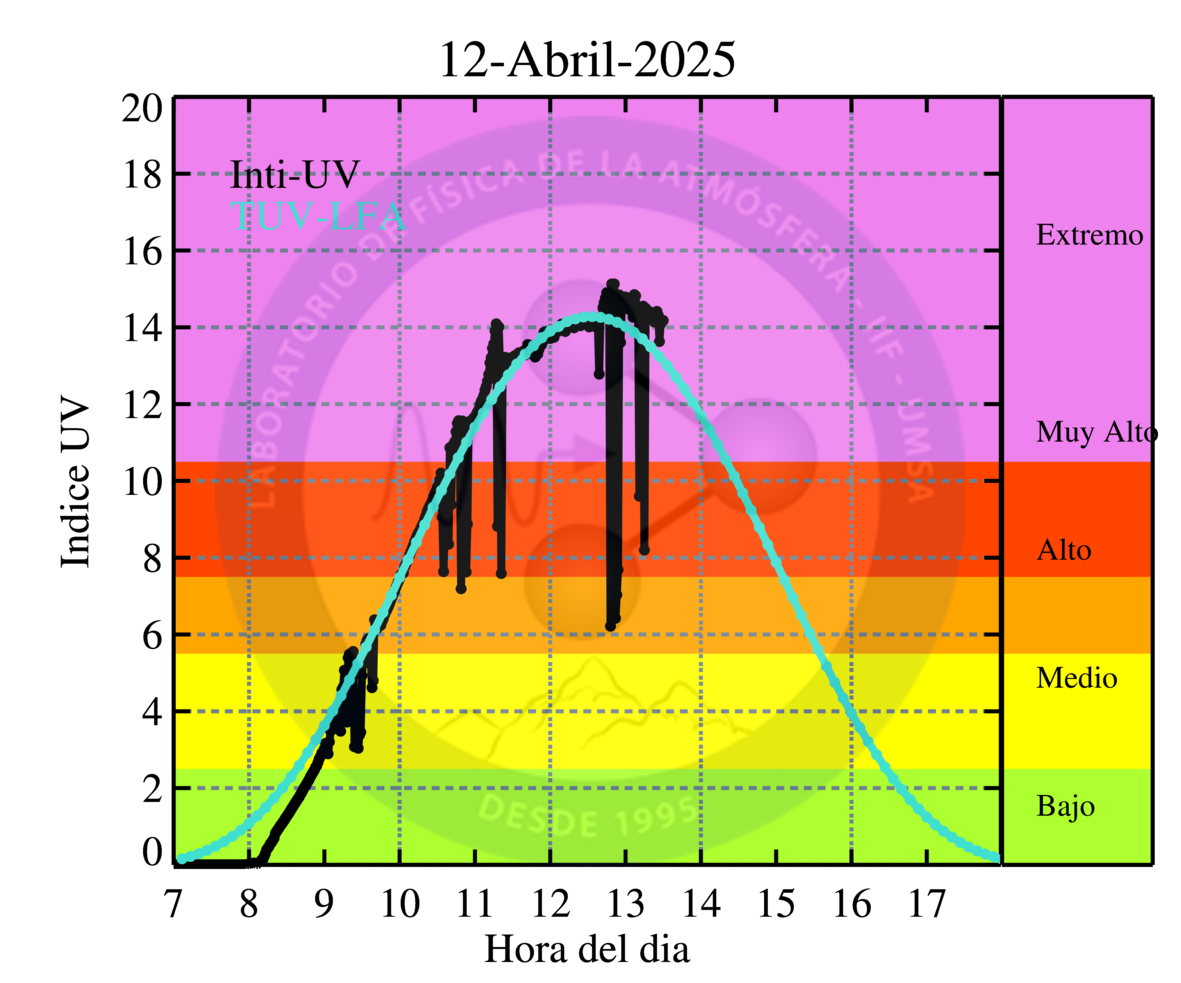 12-Abril-2025
Inti-UV
TUV-LFA
LABORATORIO DE FÍSICA DE LA ATMÓSFERA - IIF - UMSA
DESDE 1995
Indice UV
20
18
16
14
12
10
8
6
4
2
0
Extremo
Muy Alto
Alto
Medio
Bajo
7 8 9 10 11 12 13 14 15 16 17
Hora del dia